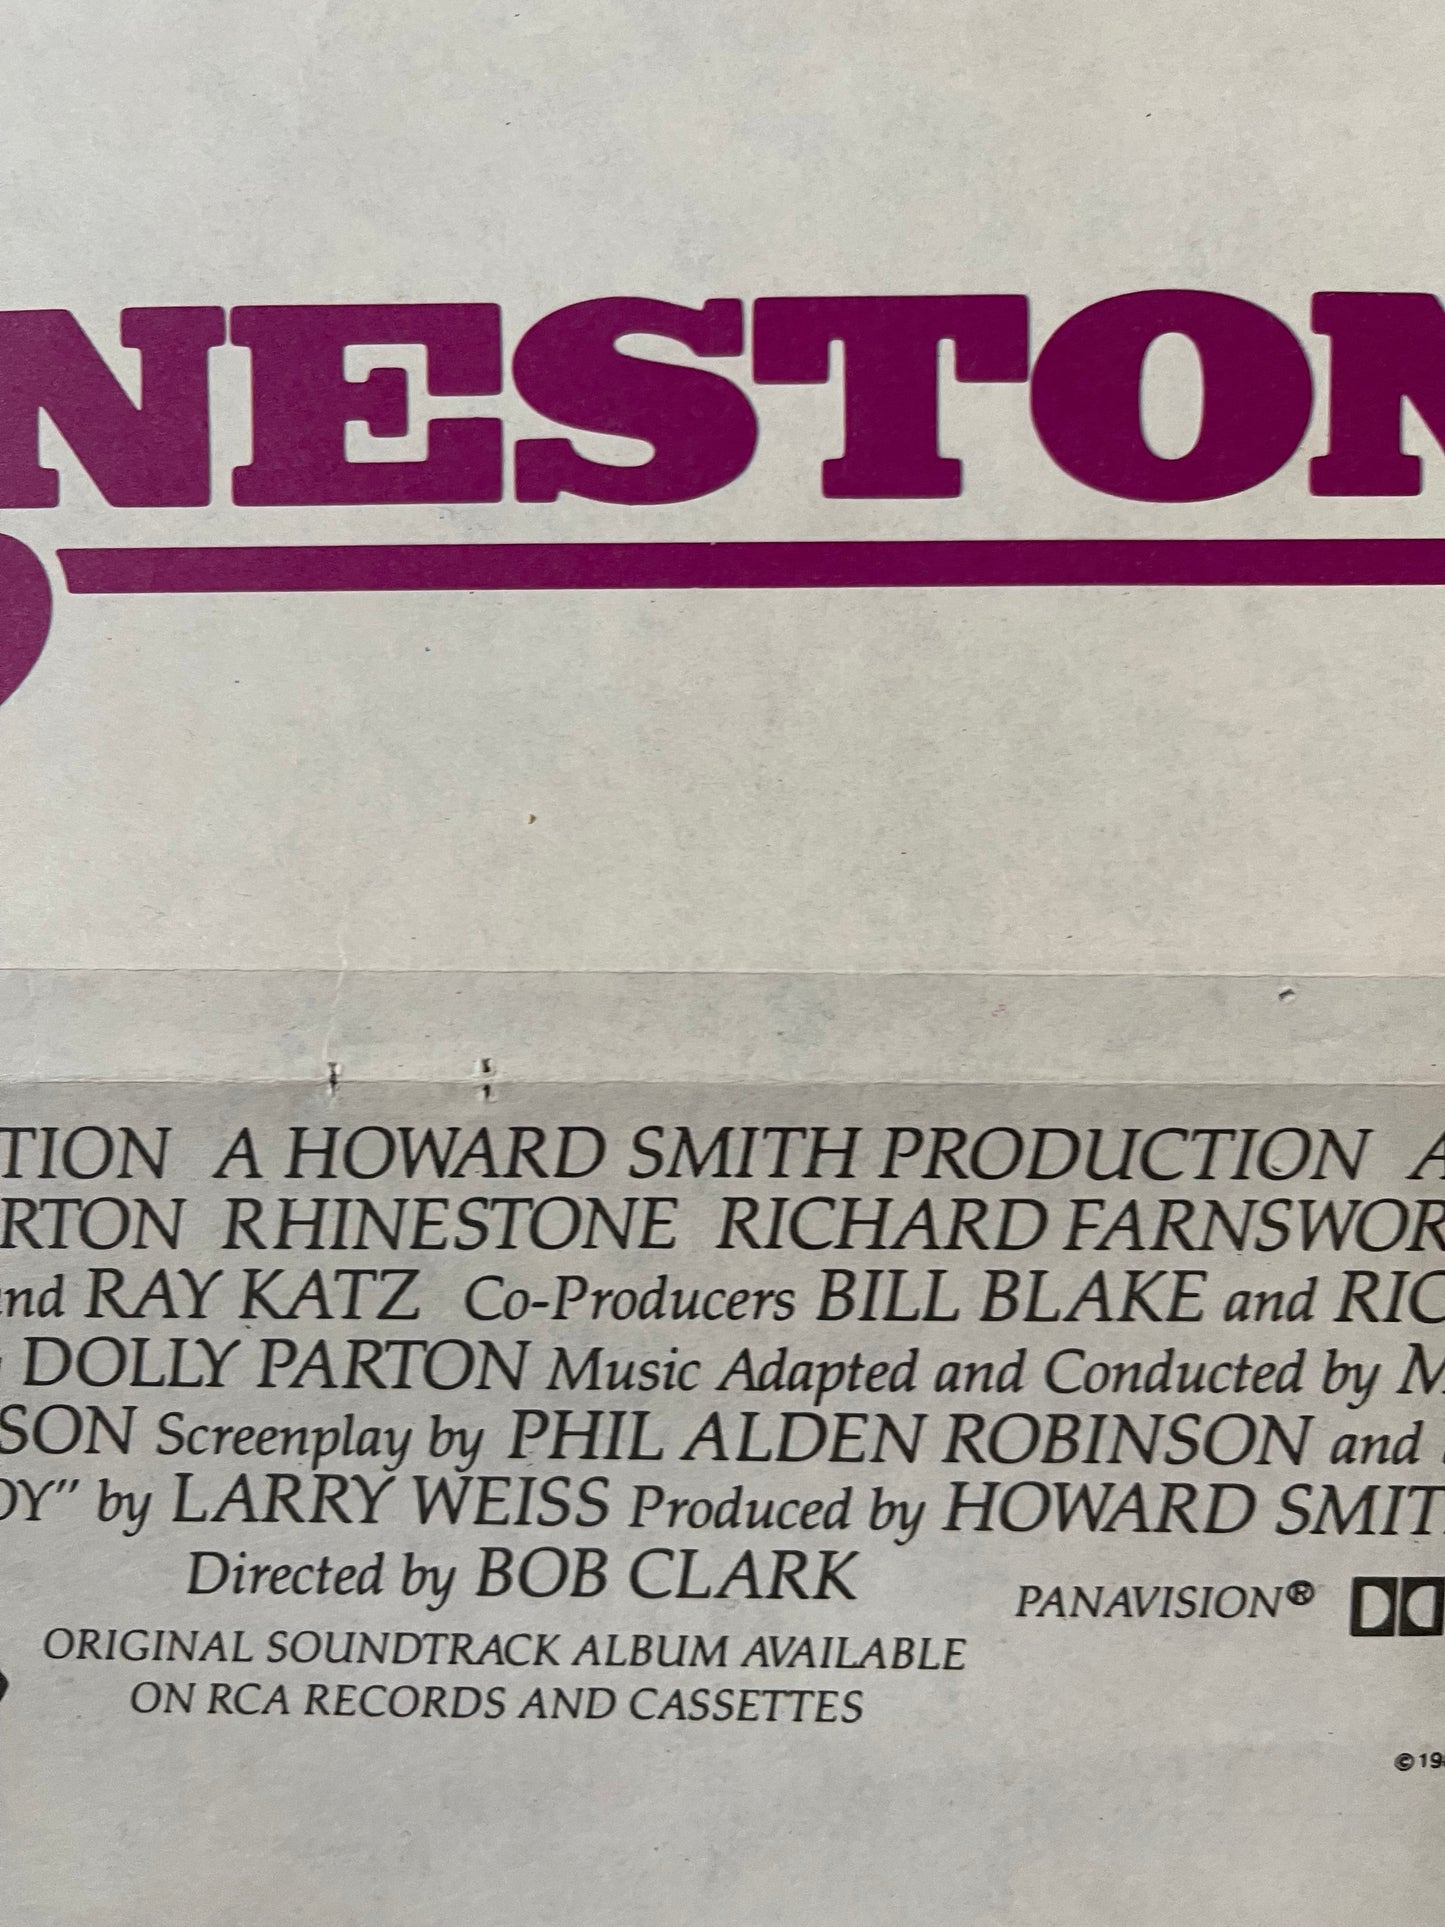 NESTON
TION A HOWARD SMITH PRODUCTION A
RTON RHINESTONE RICHARD FARNSWOR
nd RAY KATZ Co-Producers BILL BLAKE and RIC
DOLLY PARTON Music Adapted and Conducted by M
SON Screenplay by PHIL ALDEN ROBINSON and
OY" by LARRY WEISS Produced by HOWARD SMIT
Directed by BOB CLARK
PANAVISION®
ORIGINAL SOUNDTRACK ALBUM AVAILABLE
ON RCA RECORDS AND CASSETTES
©19